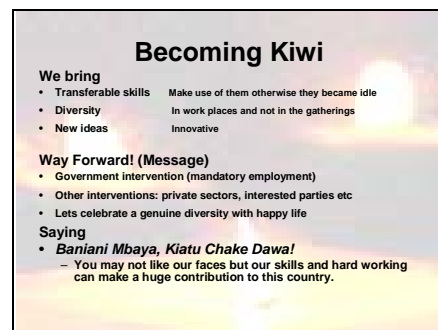 Becoming Kiwi
We bring
• Transferable skills Make use of them otherwise they became idle
• Diversity In work places and not in the gatherings
• New ideas Innovative
Way Forward! (Message)
• Government intervention (mandatory employment)
• Other interventions: private sectors, interested parties etc
• Lets celebrate a genuine diversity with happy life
Saying
• Baniani Mbaya, Kiatu Chake Dawa!
– You may not like our faces but our skills and hard working
can make a huge contribution to this country.